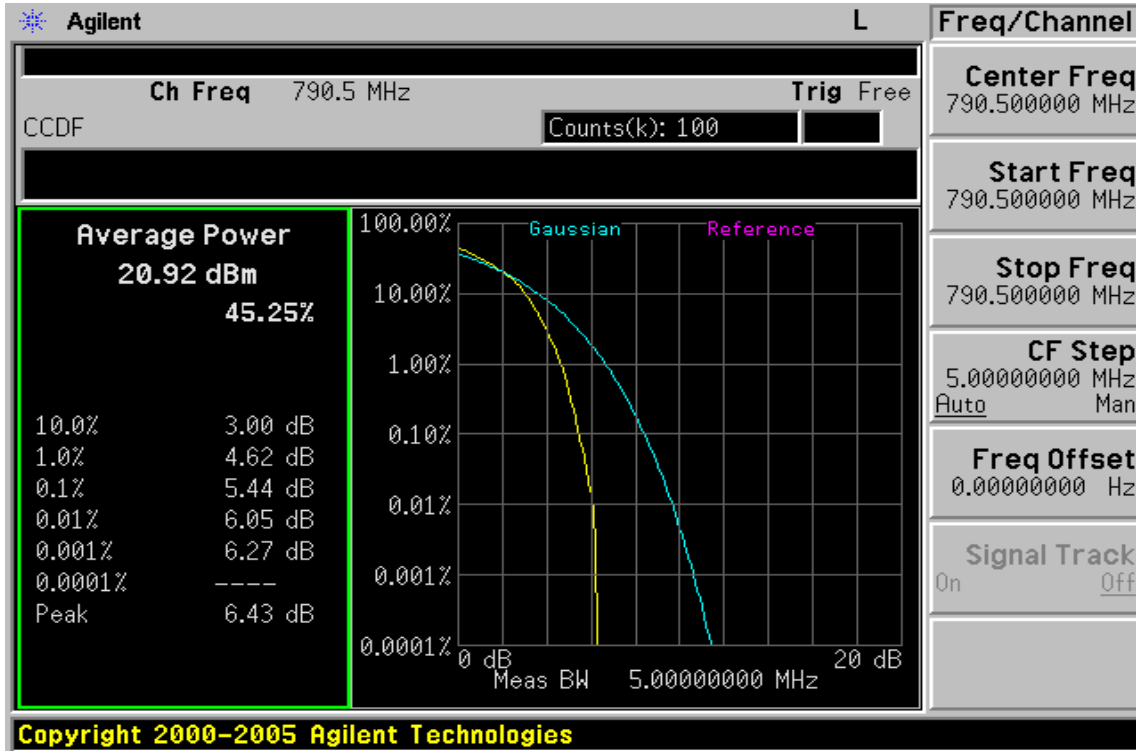 Agilent
L
Freq/Channel
Ch Freq 790.5 MHz
Trig Free
CCDF
Counts(k): 100
Average Power
20.92 dBm
45.25%
10.0% 3.00 dB
1.0% 4.62 dB
0.1% 5.44 dB
0.01% 6.05 dB
0.001% 6.27 dB
0.0001% ----
Peak 6.43 dB
Gaussian
Reference
100.00%
10.00%
1.00%
0.10%
0.01%
0.001%
0.0001%
0 dB
20 dB
Meas BW 5.00000000 MHz
Center Freq
790.500000 MHz
Start Freq
790.500000 MHz
Stop Freq
790.500000 MHz
CF Step
5.00000000 MHz
Auto Man
Freq Offset
0.00000000 Hz
Signal Track
On Off
Copyright 2000-2005 Agilent Technologies